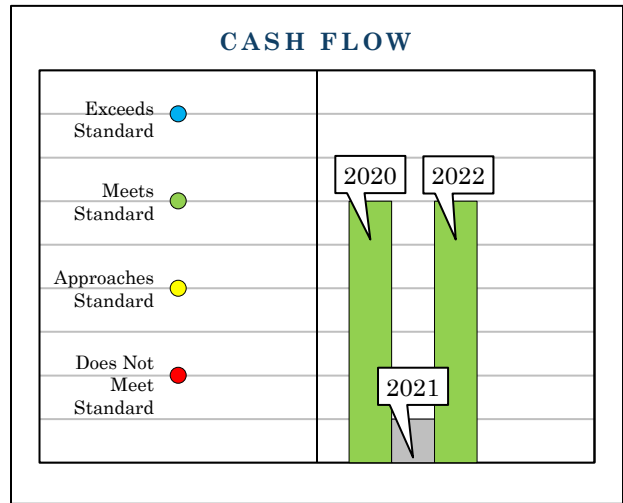 CASH FLOW
Exceeds
Standard
Meets
Standard
Approaches
Standard
Does Not
Meet
Standard
2020
2022
2021